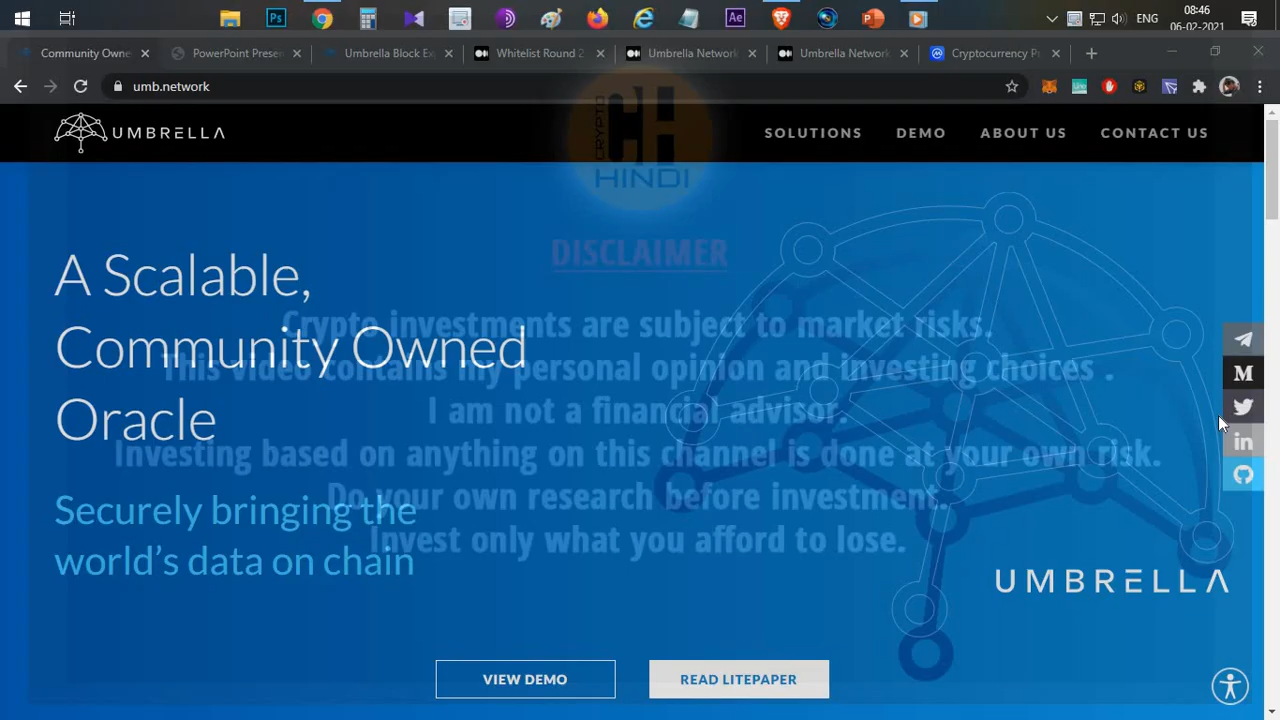 08:46
ENG
06-02-2021
Community Owne
PowerPoint Presen
Umbrella Block Ex
Whitelist Round 2
Umbrella Network
Umbrella Network
Cryptocurrency P
umb.network
UMBRELLA
SOLUTIONS DEMO ABOUT US CONTACT US
CRYPTO
CH
HINDI
DISCLAIMER
Crypto investments are subject to market risks.
This video contains my personal opinion and investing choices .
I am not a financial advisor.
Investing based on anything on this channel is done at your own risk.
Do your own research before investment.
Invest only what you afford to lose.
A Scalable,
Community Owned
Oracle
Securely bringing the
world's data on chain
UMBRELLA
VIEW DEMO
READ LITEPAPER